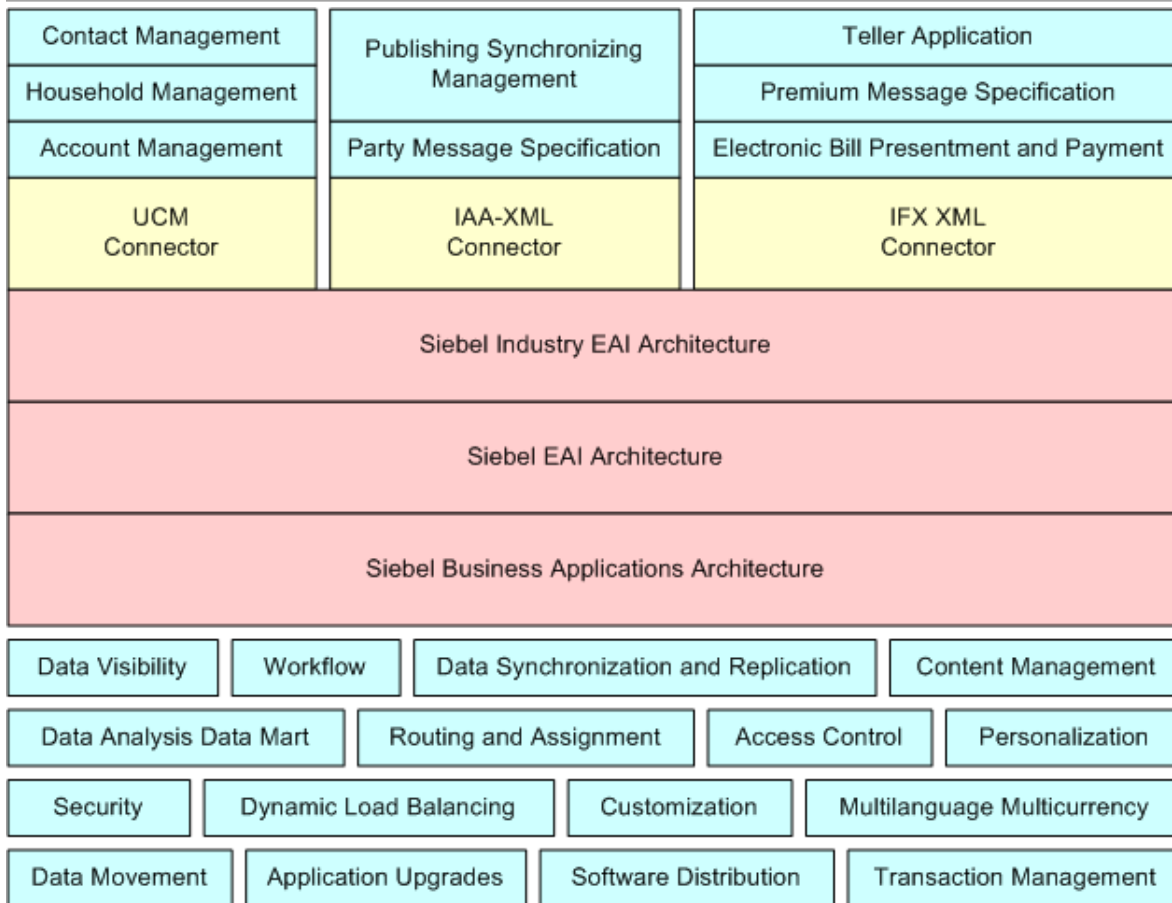 Contact Management
Household Management
Account Management
UCM
Connector
Publishing Synchronizing
Management
Party Message Specification
IAA-XML
Connector
Teller Application
Premium Message Specification
Electronic Bill Presentment and Payment
IFX XML
Connector
Siebel Industry EAI Architecture
Siebel EAI Architecture
Siebel Business Applications Architecture
Data Visibility
Workflow
Data Synchronization and Replication
Content Management
Data Analysis Data Mart
Routing and Assignment
Access Control
Personalization
Security
Dynamic Load Balancing
Customization
Multilanguage Multicurrency
Data Movement
Application Upgrades
Software Distribution
Transaction Management